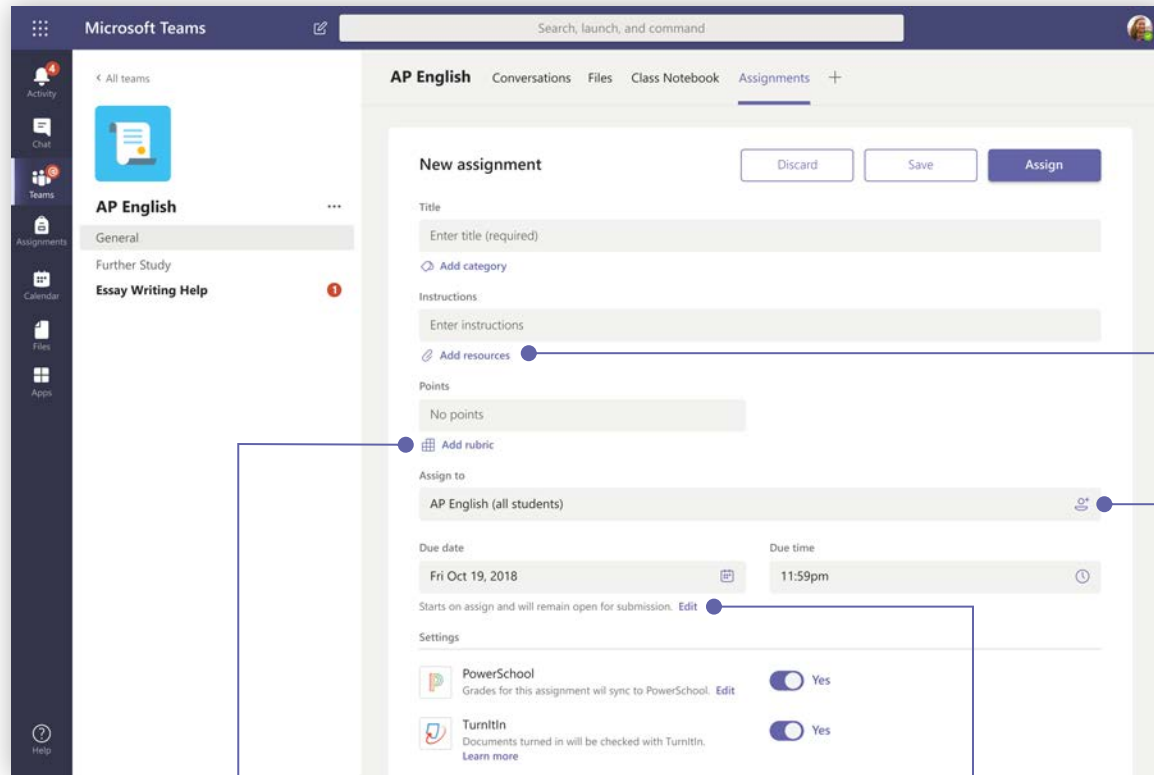 Microsoft Teams
Search, launch, and command
4
Activity
Chat
Teams
Assignments
Calendar
Files
Apps
Help
< All teams
AP English
...
General
Further Study
Essay Writing Help
1
AP English Conversations Files Class Notebook Assignments +
New assignment
Discard
Save
Assign
Title
Enter title (required)
Add category
Instructions
Enter instructions
Add resources
Points
No points
Add rubric
Assign to
AP English (all students)
Due date
Due time
Fri Oct 19, 2018
11:59pm
Starts on assign and will remain open for submission. Edit
Settings
PowerSchool
Grades for this assignment wil sync to PowerSchool. Edit
Yes
TurnItIn
Documents turned in will be checked with TurnItIn.
Learn more
Yes